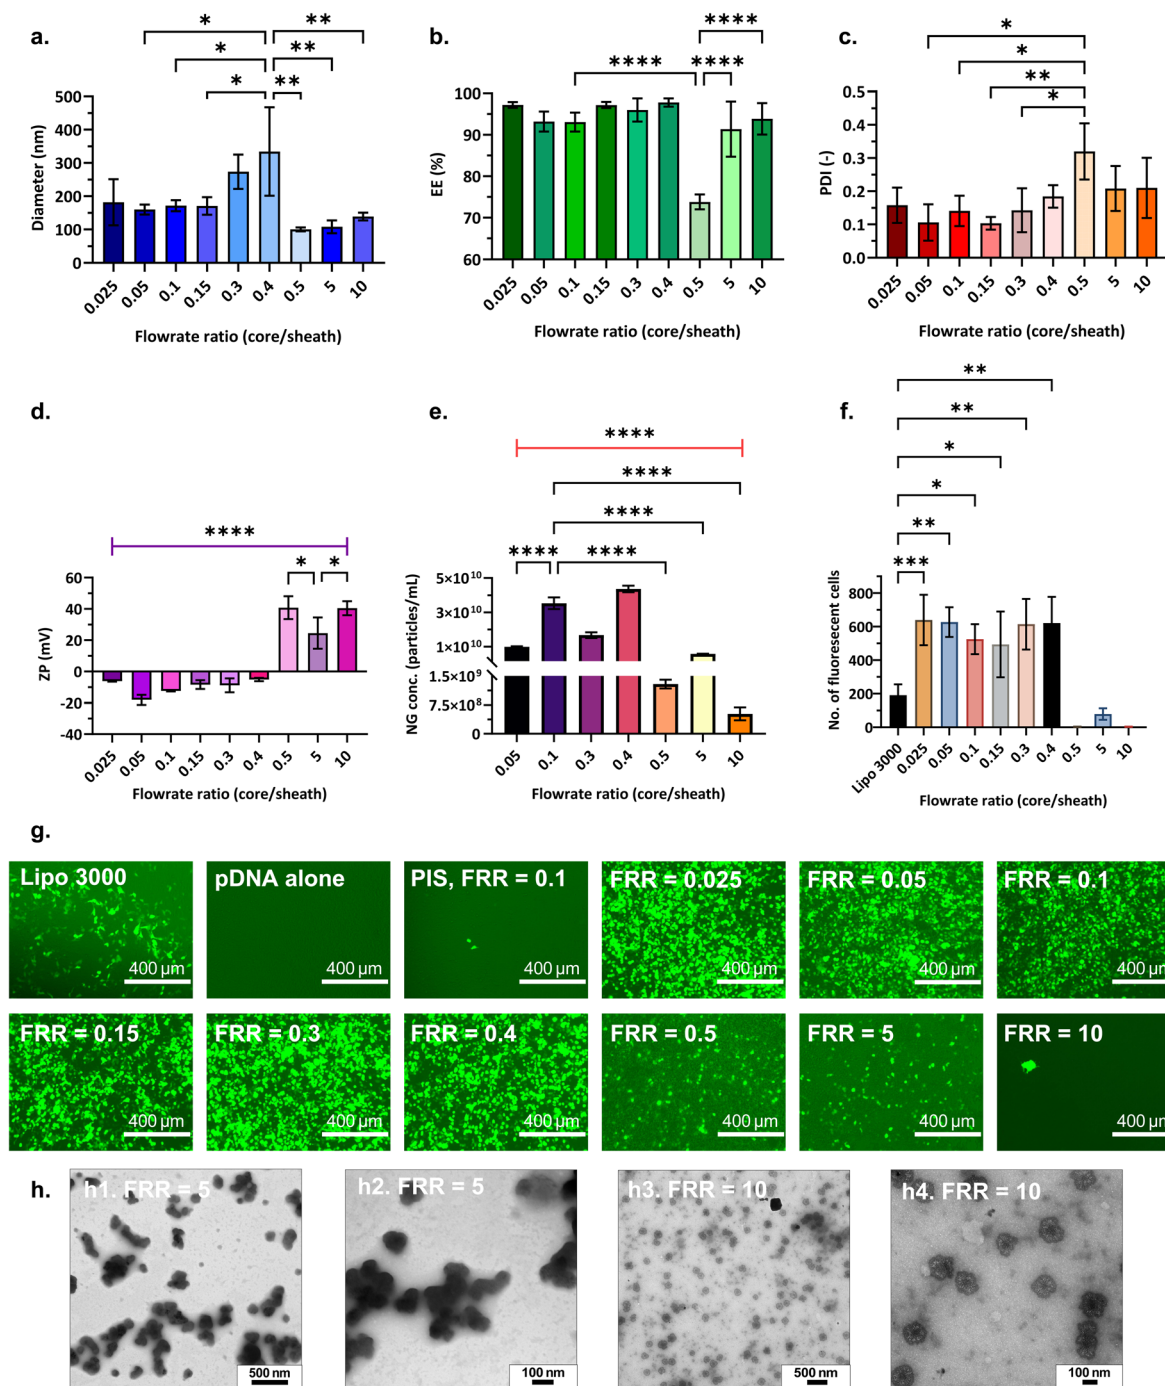 a.
*
**
*
**
*
**
Diameter (nm)
500
400
300
200
100
0
0.025
0.05
0.1
0.15
0.3
0.4
0.5
5
10
Flowrate ratio (core/sheath)
b.
****
****
****
EE (%)
100
90
80
70
60
0.025
0.05
0.1
0.15
0.3
0.4
0.5
5
10
Flowrate ratio (core/sheath)
c.
*
*
**
*
PDI (-)
0.5
0.4
0.3
0.2
0.1
0.0
0.025
0.05
0.1
0.15
0.3
0.4
0.5
5
10
Flowrate ratio (core/sheath)
d.
****
*
*
ZP (mV)
60
40
20
0
-20
-40
0.025
0.05
0.1
0.15
0.3
0.4
0.5
5
10
Flowrate ratio (core/sheath)
e.
****
****
****
****
****
NG conc. (particles/mL)
5×10¹⁰
3×10¹⁰
1×10¹⁰
1.5×10⁹
7.5×10⁸
0
0.05
0.1
0.3
0.4
0.5
5
10
Flowrate ratio (core/sheath)
f.
**
**
*
*
**
***
No. of fluoresecent cells
800
600
400
200
0
Lipo 3000
0.025
0.05
0.1
0.15
0.3
0.4
0.5
5
10
Flowrate ratio (core/sheath)
g.
Lipo 3000
400 µm
pDNA alone
400 µm
PIS, FRR = 0.1
400 µm
FRR = 0.025
400 µm
FRR = 0.05
400 µm
FRR = 0.1
400 µm
FRR = 0.15
400 µm
FRR = 0.3
400 µm
FRR = 0.4
400 µm
FRR = 0.5
400 µm
FRR = 5
400 µm
FRR = 10
400 µm
h.
h1. FRR = 5
500 nm
h2. FRR = 5
100 nm
h3. FRR = 10
500 nm
h4. FRR = 10
100 nm